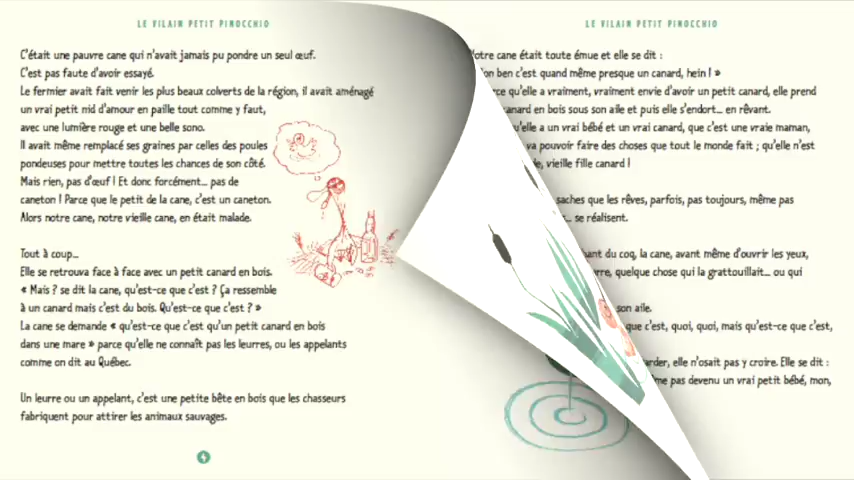 LE VILAIN PETIT PINOCCHIO
C'était une pauvre cane qui n'avait jamais pu pondre un seul œuf.
C'est pas faute d'avoir essayé.
Le fermier avait fait venir les plus beaux colverts de la région, il avait aménagé
un vrai petit nid d'amour en paille tout comme y faut,
avec une lumière rouge et une belle sono.
Il avait même remplacé ses graines par celles des poules
pondeuses pour mettre toutes les chances de son côté.
Mais rien, pas d'œuf ! Et donc forcément... pas de
caneton ! Parce que le petit de la cane, c'est un caneton.
Alors notre cane, notre vieille cane, en était malade.
Tout à coup...
Elle se retrouva face à face avec un petit canard en bois.
« Mais ? se dit la cane, qu'est-ce que c'est ? Ça ressemble
à un canard mais c'est du bois. Qu'est-ce que c'est ? »
La cane se demande « qu'est-ce que c'est qu'un petit canard en bois
dans une mare » parce qu'elle ne connaît pas les leurres, ou les appelants
comme on dit au Québec.
Un leurre ou un appelant, c'est une petite bête en bois que les chasseurs
fabriquent pour attirer les animaux sauvages.
LE VILAIN PETIT PINOCCHIO
otre cane était toute émue et elle se dit :
ben c'est quand même presque un canard, hein ! »
qu'elle a vraiment, vraiment envie d'avoir un petit canard, elle prend
canard en bois sous son aile et puis elle s'endort... en rêvant.
qu'elle a un vrai bébé et un vrai canard, que c'est une vraie maman,
va pouvoir faire des choses que tout le monde fait ; qu'elle n'est
vieille fille canard !
saches que les rêves, parfois, pas toujours, même pas
... se réalisent.
ant du coq, la cane, avant même d'ouvrir les yeux,
rre, quelque chose qui la grattouillait... ou qui
son aile.
que c'est, quoi, quoi, mais qu'est-ce que c'est,
arder, elle n'osait pas y croire. Elle se dit :
me pas devenu un vrai petit bébé, mon,